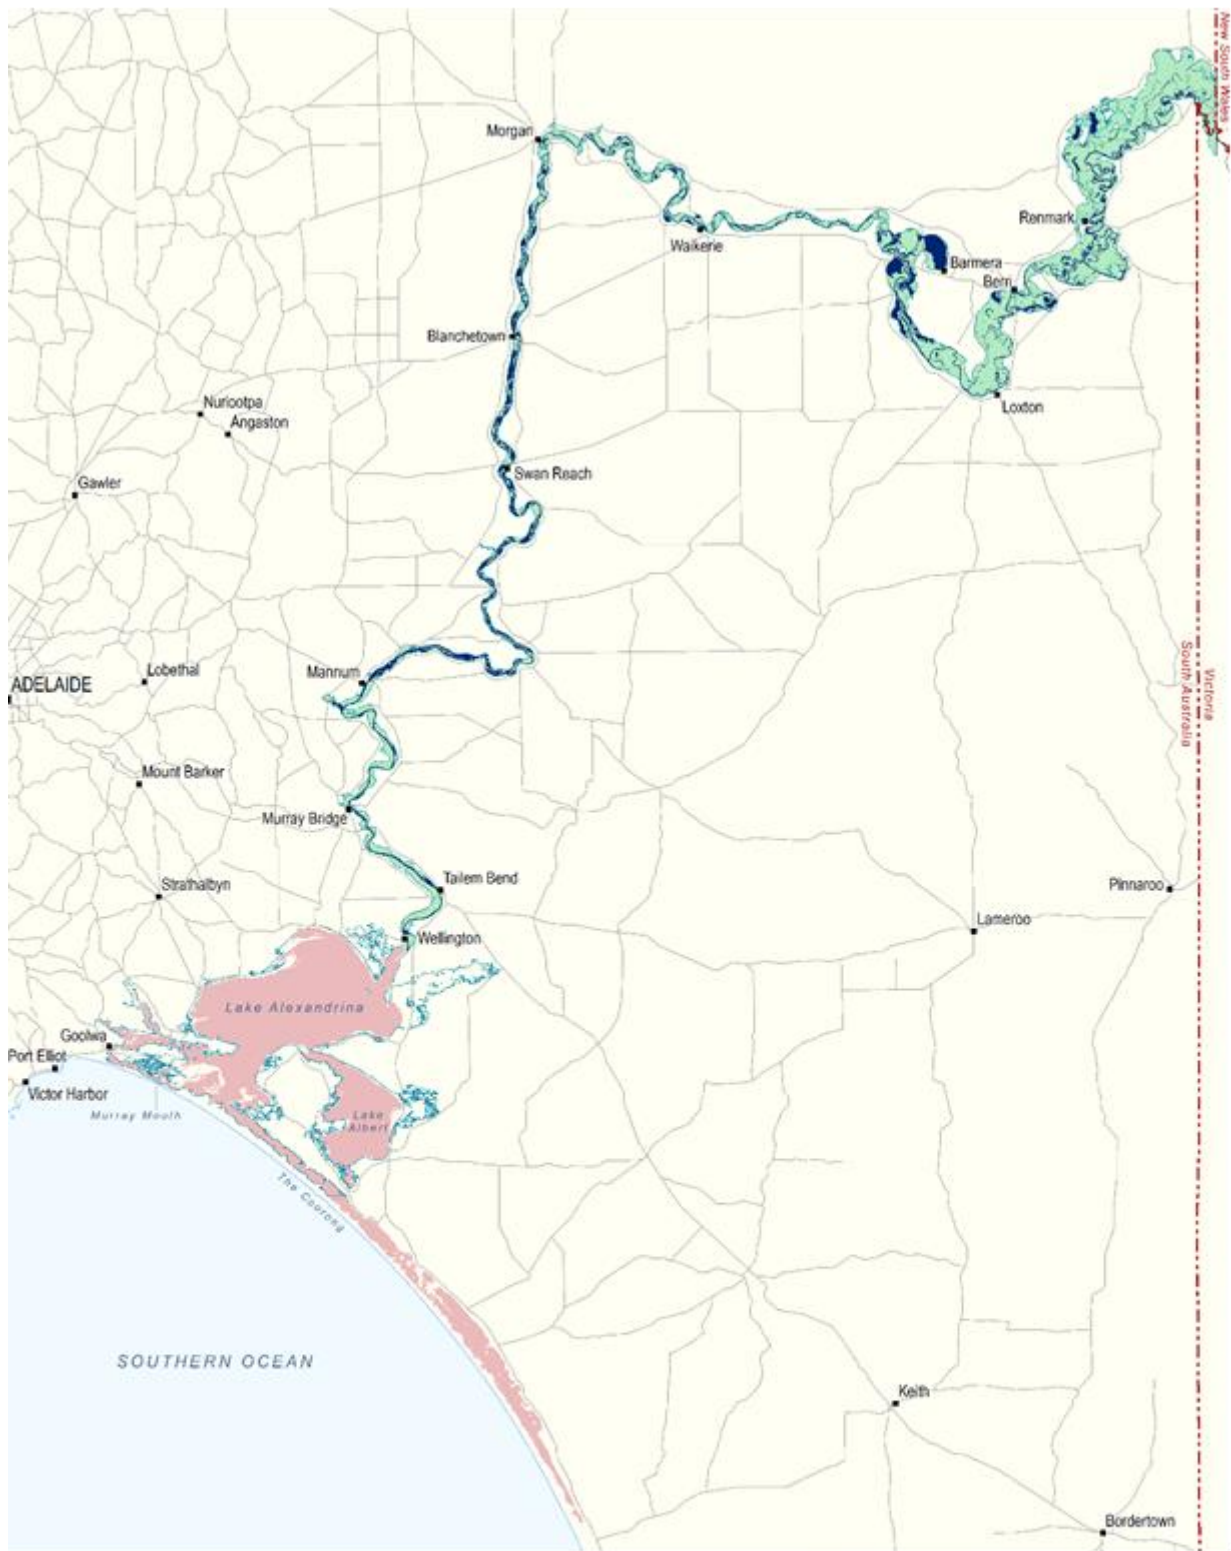 New South Wales
Morgan
Renmark
Waikerie
Barmera
Berri
Blanchetown
Loxton
Nuriootpa
Angaston
Swan Reach
Gawler
Lobethal
Mannum
ADELAIDE
South Australia
Victoria
Mount Barker
Murray Bridge
Strathalbyn
Tailem Bend
Pinnaroo
Lameroo
Wellington
Lake Alexandrina
Goolwa
Port Elliot
Victor Harbor
Murray Mouth
Lake
Albert
The Coorong
SOUTHERN OCEAN
Keith
Bordertown